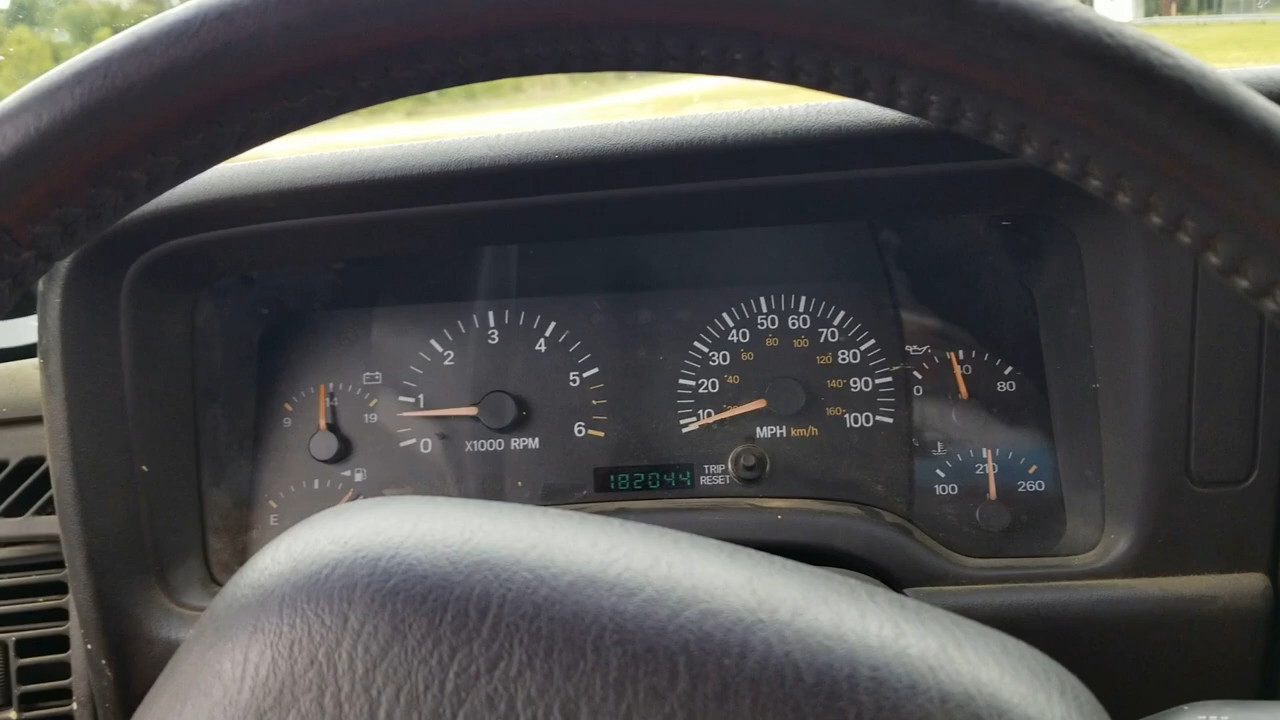 0 1 2 3 4 5 6
X1000 RPM
9 14 19
E
10 20 30 40 50 60 70 80 90 100
40 60 80 100 120 140 160
MPH km/h
182044
TRIP
RESET
0 40 80
100 210 260